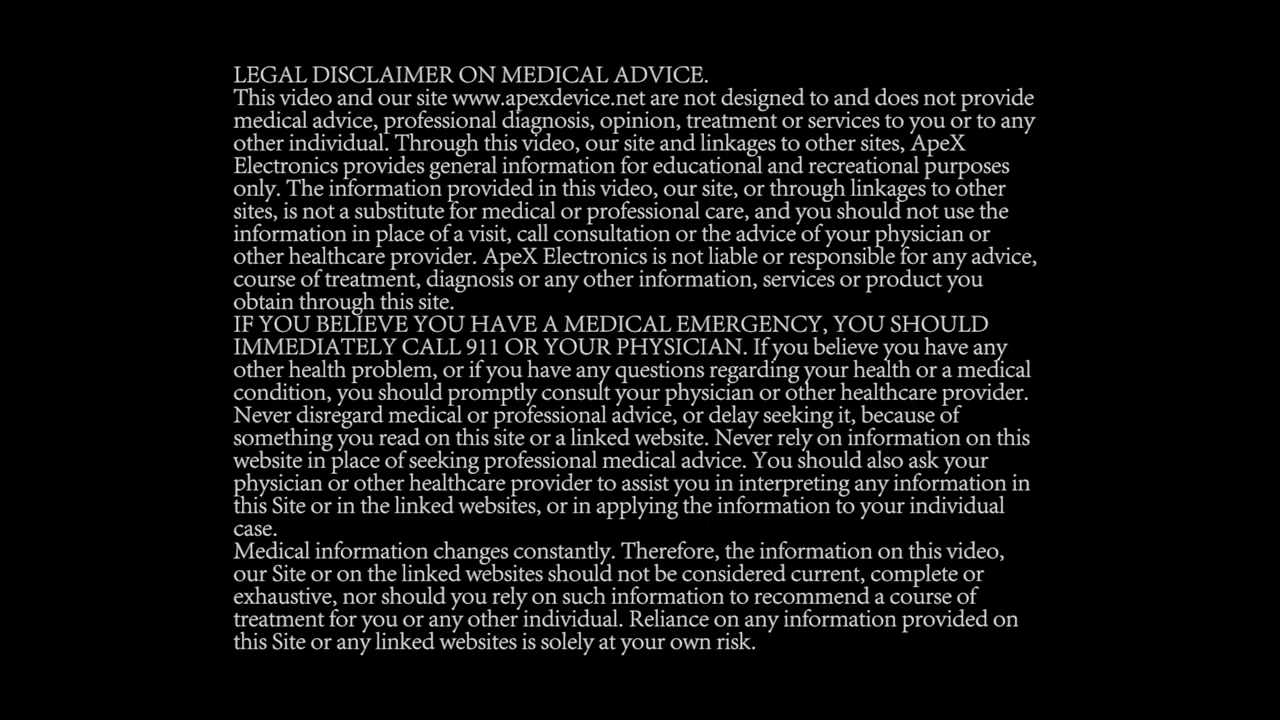 LEGAL DISCLAIMER ON MEDICAL ADVICE.
This video and our site www.apexdevice.net are not designed to and does not provide
medical advice, professional diagnosis, opinion, treatment or services to you or to any
other individual. Through this video, our site and linkages to other sites, ApeX
Electronics provides general information for educational and recreational purposes
only. The information provided in this video, our site, or through linkages to other
sites, is not a substitute for medical or professional care, and you should not use the
information in place of a visit, call consultation or the advice of your physician or
other healthcare provider. ApeX Electronics is not liable or responsible for any advice,
course of treatment, diagnosis or any other information, services or product you
obtain through this site.
IF YOU BELIEVE YOU HAVE A MEDICAL EMERGENCY, YOU SHOULD
IMMEDIATELY CALL 911 OR YOUR PHYSICIAN. If you believe you have any
other health problem, or if you have any questions regarding your health or a medical
condition, you should promptly consult your physician or other healthcare provider.
Never disregard medical or professional advice, or delay seeking it, because of
something you read on this site or a linked website. Never rely on information on this
website in place of seeking professional medical advice. You should also ask your
physician or other healthcare provider to assist you in interpreting any information in
this Site or in the linked websites, or in applying the information to your individual
case.
Medical information changes constantly. Therefore, the information on this video,
our Site or on the linked websites should not be considered current, complete or
exhaustive, nor should you rely on such information to recommend a course of
treatment for you or any other individual. Reliance on any information provided on
this Site or any linked websites is solely at your own risk.